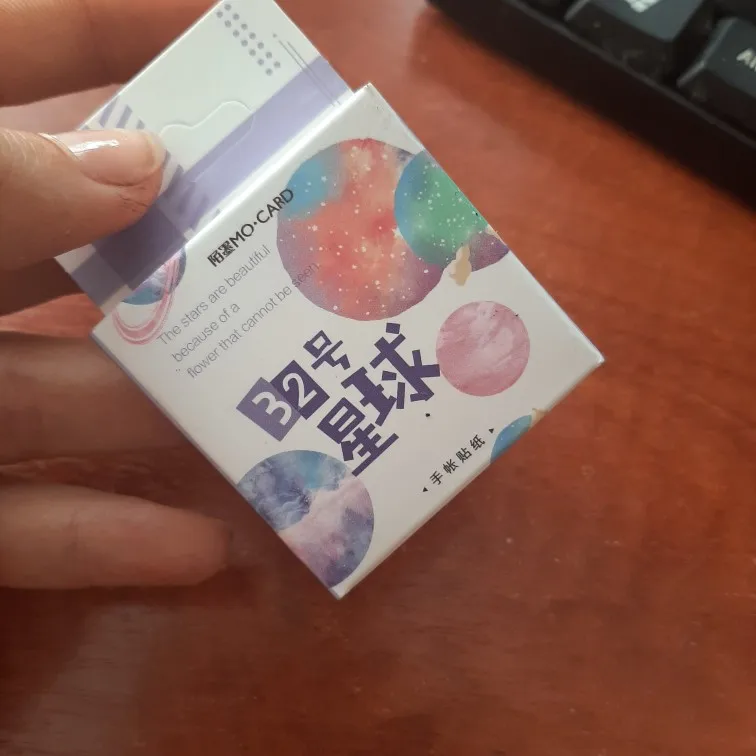 陌墨MO·CARD
The stars are beautiful
because of a
flower that cannot be seen
32号
星球
手帐贴纸